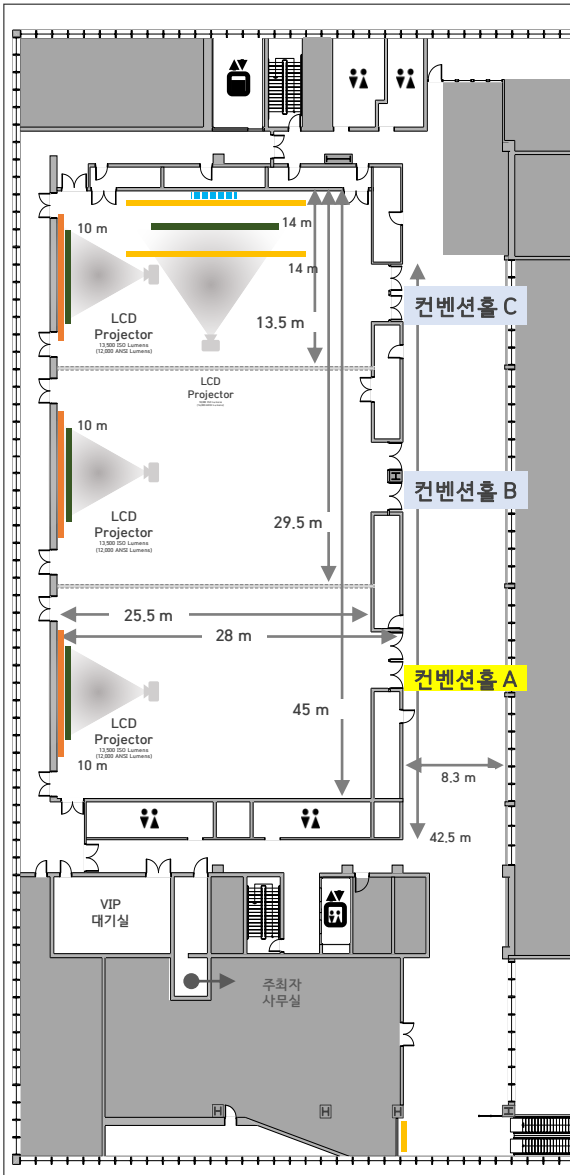 10 m
14 m
14 m
LCD
Projector
13,500 ISO Lumens
(12,000 ANSI Lumens)
13.5 m
컨벤션홀 C
LCD
Projector
10 m
LCD
Projector
13,500 ISO Lumens
(12,000 ANSI Lumens)
H
컨벤션홀 B
29.5 m
25.5 m
28 m
컨벤션홀 A
45 m
LCD
Projector
13,500 ISO Lumens
(12,000 ANSI Lumens)
10 m
8.3 m
42.5 m
VIP
대기실
주최자
사무실
H
H
H
H